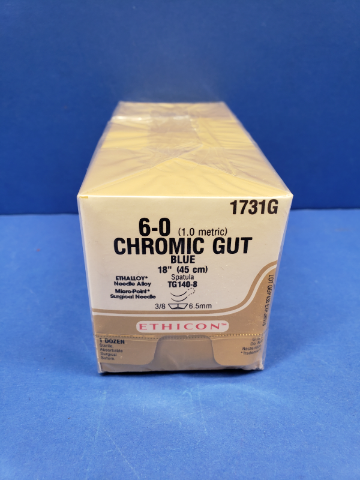 1731G
6-0 (1.0 metric)
CHROMIC GUT
BLUE
18" (45 cm)
ETHALLOY* Spatula
Needle Alloy TG140-8
Micro-Point*
Surgical Needle
3/8 6.5mm
ETHICON™
1 DOZEN